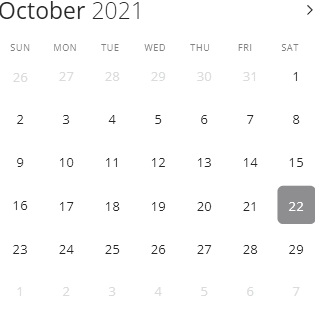 October 2021
SUN MON TUE WED THU FRI SAT
26 27 28 29 30 31 1
2 3 4 5 6 7 8
9 10 11 12 13 14 15
16 17 18 19 20 21 22
23 24 25 26 27 28 29
1 2 3 4 5 6 7